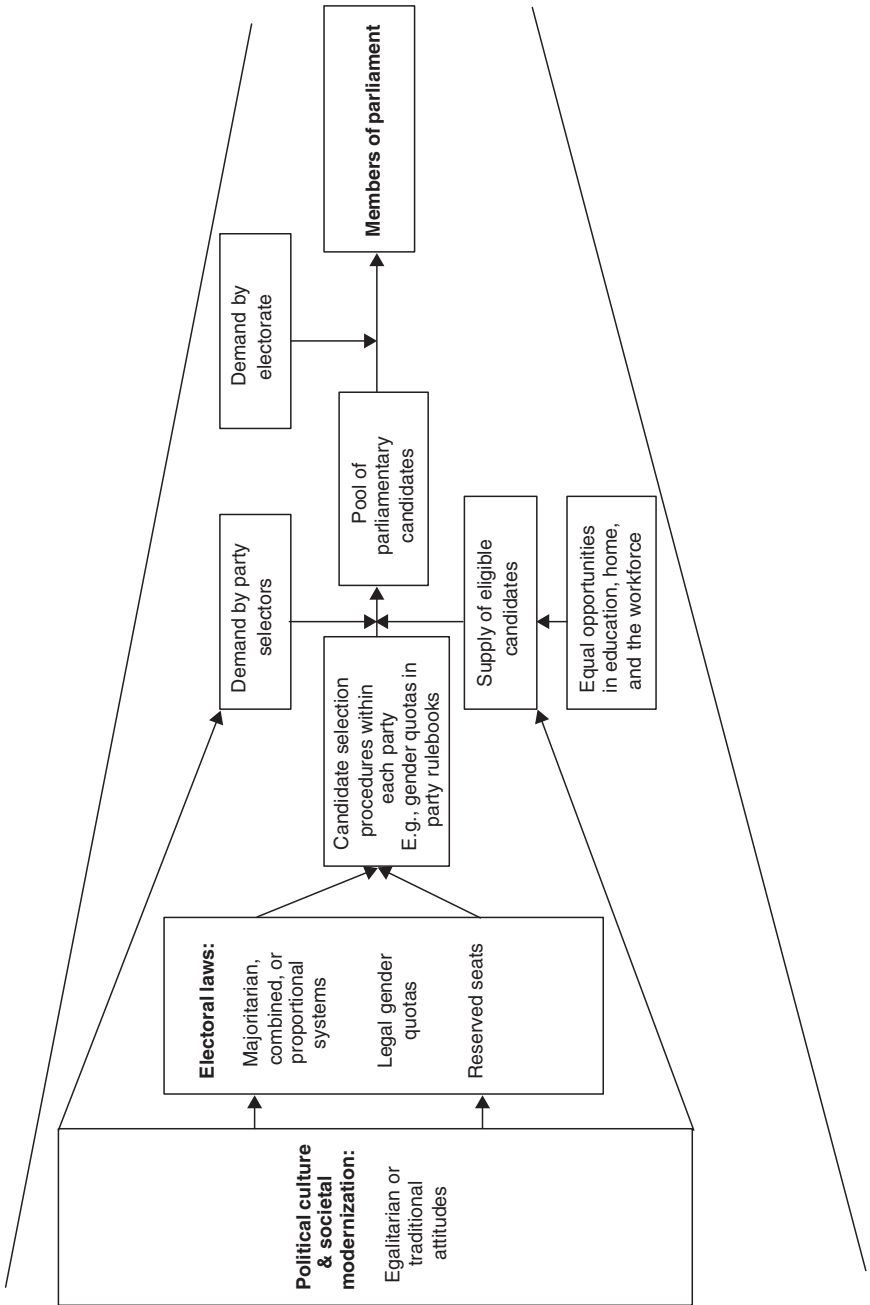 Political culture
& societal
modernization:
Egalitarian or
traditional
attitudes
Electoral laws:
Majoritarian,
combined, or
proportional
systems
Legal gender
quotas
Reserved seats
Demand by party
selectors
Candidate selection
procedures within
each party
E.g., gender quotas in
party rulebooks
Supply of eligible
candidates
Equal opportunities
in education, home,
and the workforce
Pool of
parliamentary
candidates
Demand by
electorate
Members of parliament